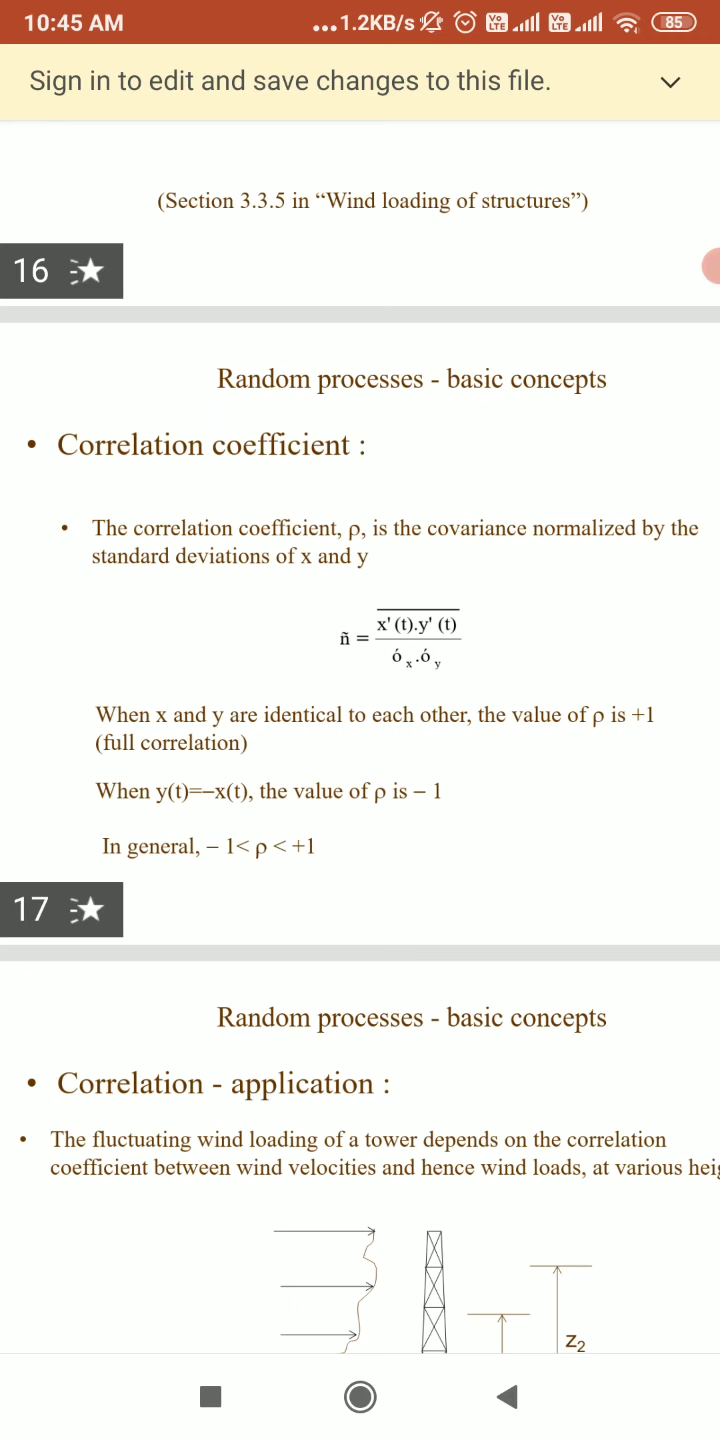 10:45 AM
...1.2KB/s Vo LTE Vo LTE 85
Sign in to edit and save changes to this file.
(Section 3.3.5 in “Wind loading of structures”)
16
Random processes - basic concepts
• Correlation coefficient :
• The correlation coefficient, ρ, is the covariance normalized by the
standard deviations of x and y
x'(t).y' (t)
ñ =
ó x .ó y
When x and y are identical to each other, the value of ρ is +1
(full correlation)
When y(t)=−x(t), the value of ρ is − 1
In general, − 1< ρ < +1
17
Random processes - basic concepts
• Correlation - application :
• The fluctuating wind loading of a tower depends on the correlation
coefficient between wind velocities and hence wind loads, at various
z2